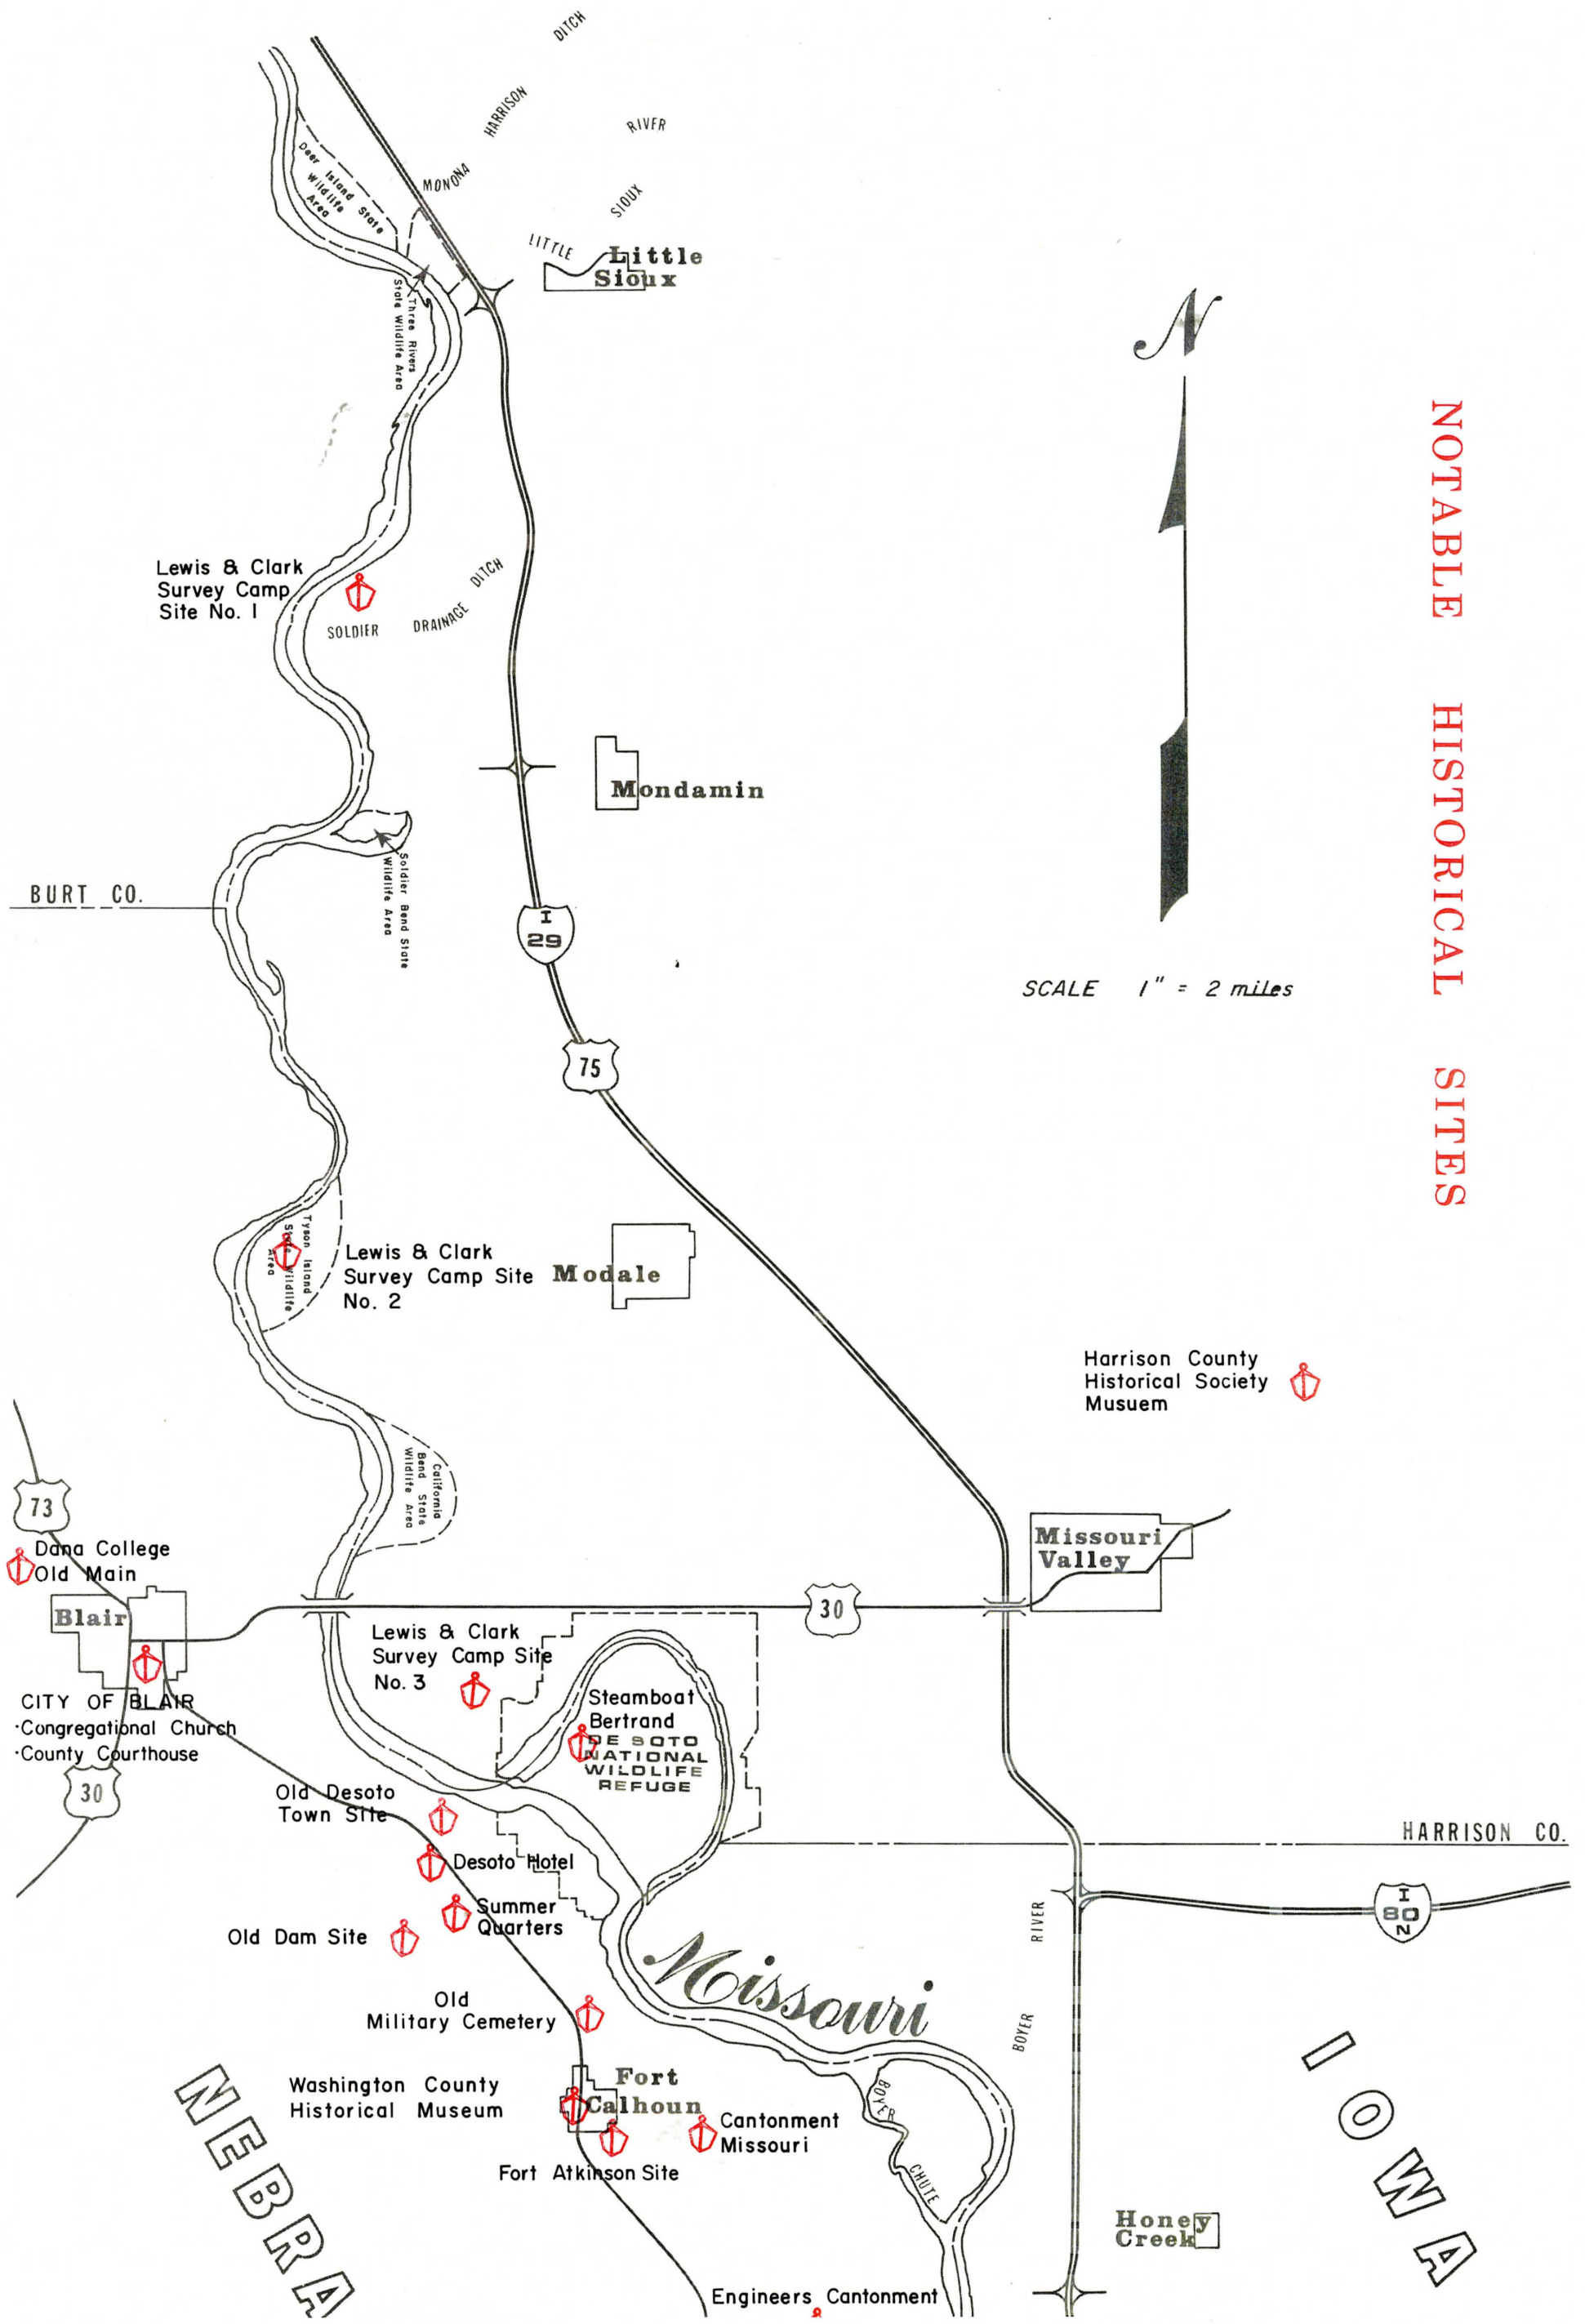 DITCH
HARRISON
RIVER
MONONA
SIOUX
LITTLE
Little
Sioux
Deer Island State
Wildlife
Area
Three Rivers
State Wildlife Area
N
NOTABLE HISTORICAL SITES
Lewis & Clark
Survey Camp
Site No. 1
SOLDIER DRAINAGE DITCH
Mondamin
Soldier Bend State
Wildlife Area
BURT CO.
I
29
SCALE 1" = 2 miles
75
Tyson Island
State Wildlife
Area
Lewis & Clark
Survey Camp Site
No. 2
Modale
Harrison County
Historical Society
Musuem
California
Bend State
Wildlife Area
73
Dana College
Old Main
Missouri
Valley
Blair
30
Lewis & Clark
Survey Camp Site
No. 3
CITY OF BLAIR
·Congregational Church
·County Courthouse
30
Steamboat
Bertrand
DE SOTO
NATIONAL
WILDLIFE
REFUGE
Old Desoto
Town Site
HARRISON CO.
Desoto Hotel
Summer
Quarters
Old Dam Site
I
80
N
BOYER RIVER
Missouri
Old
Military Cemetery
Washington County
Historical Museum
Fort
Calhoun
Cantonment
Missouri
Fort Atkinson Site
BOYER
CHUTE
NEBRA
IOWA
Honey
Creek
Engineers Cantonment